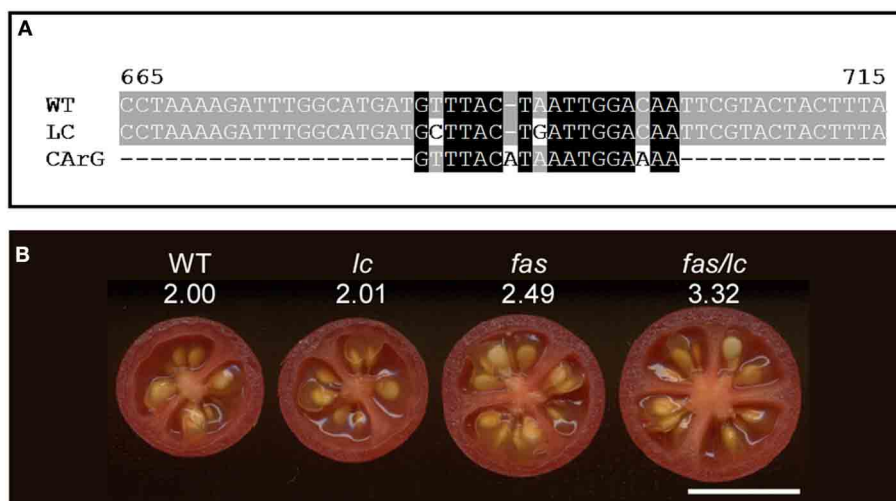 A
665 715
WT CCTAAAAGATTTGGCATGATGTTTAC-TAATTGGACAATTCGTACTACTTTA
LC CCTAAAAGATTTGGCATGATGCTTAC-TGATTGGACAATTCGTACTACTTTA
CArG --------------------GTTTACATAAATGGAAAA--------------
B
WT lc fas fas/lc
2.00 2.01 2.49 3.32